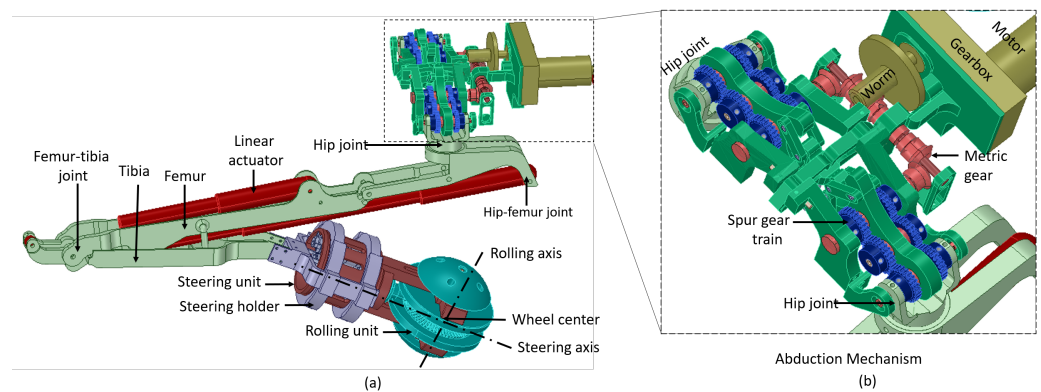 Hip joint
Linear
actuator
Femur-tibia
joint
Tibia
Femur
Hip-femur joint
Rolling axis
Steering unit
Steering holder
Rolling unit
Wheel center
Steering axis
(a)
Hip joint
Motor
Gearbox
Worm
Metric
gear
Spur gear
train
Hip joint
Abduction Mechanism
(b)